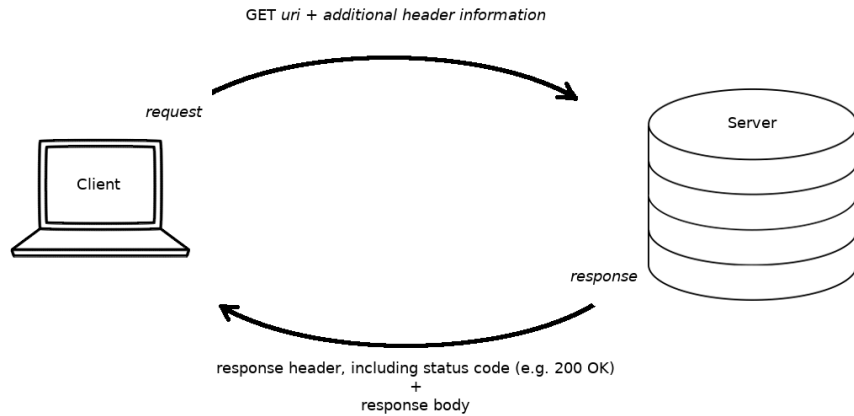 GET uri + additional header information
request
Client
Server
response
response header, including status code (e.g. 200 OK)
+
response body